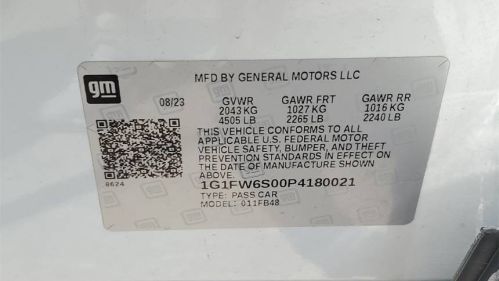 gm
MFD BY GENERAL MOTORS LLC
08/23 GVWR GAWR FRT GAWR RR
2043 KG 1027 KG 1016 KG
4505 LB 2265 LB 2240 LB
THIS VEHICLE CONFORMS TO ALL
APPLICABLE U.S. FEDERAL MOTOR
VEHICLE SAFETY, BUMPER, AND THEFT
PREVENTION STANDARDS IN EFFECT ON
THE DATE OF MANUFACTURE SHOWN
ABOVE.
8624
1G1FW6S00P4180021
TYPE: PASS CAR
MODEL: 011FB48